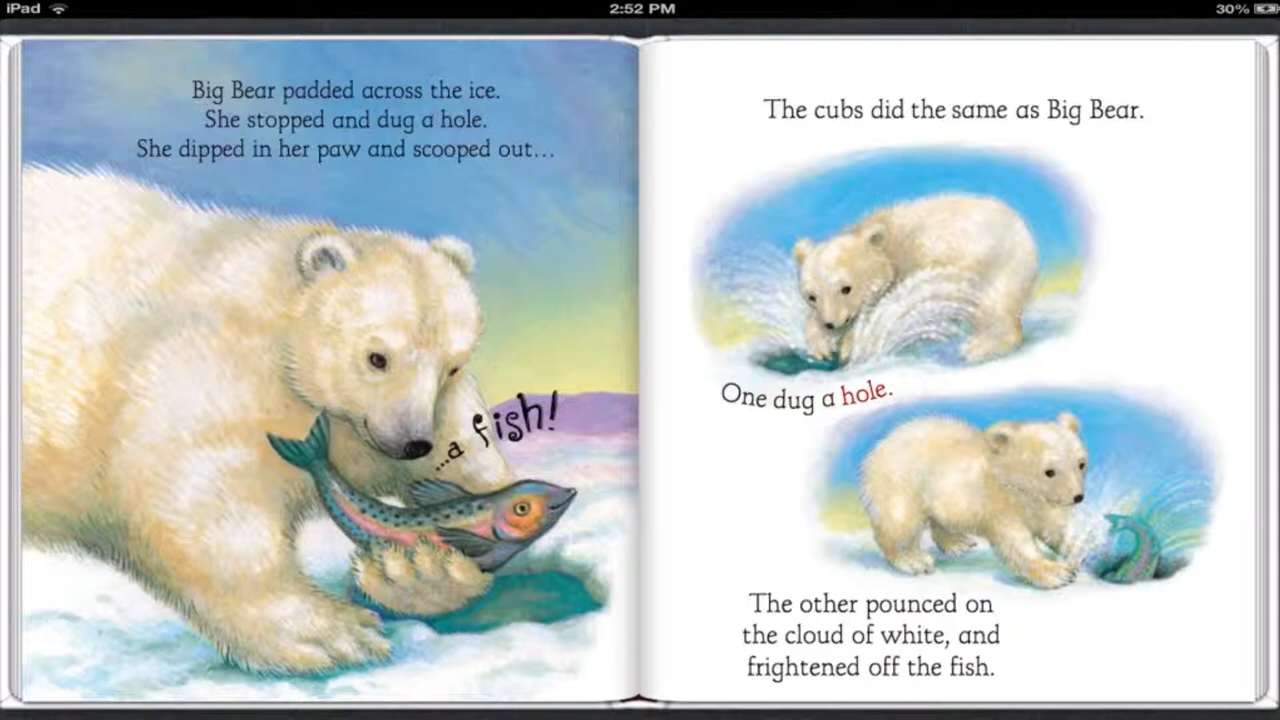 iPad
2:52 PM
30%
Big Bear padded across the ice.
She stopped and dug a hole.
She dipped in her paw and scooped out...
...a fish!
The cubs did the same as Big Bear.
One dug a hole.
The other pounced on
the cloud of white, and
frightened off the fish.